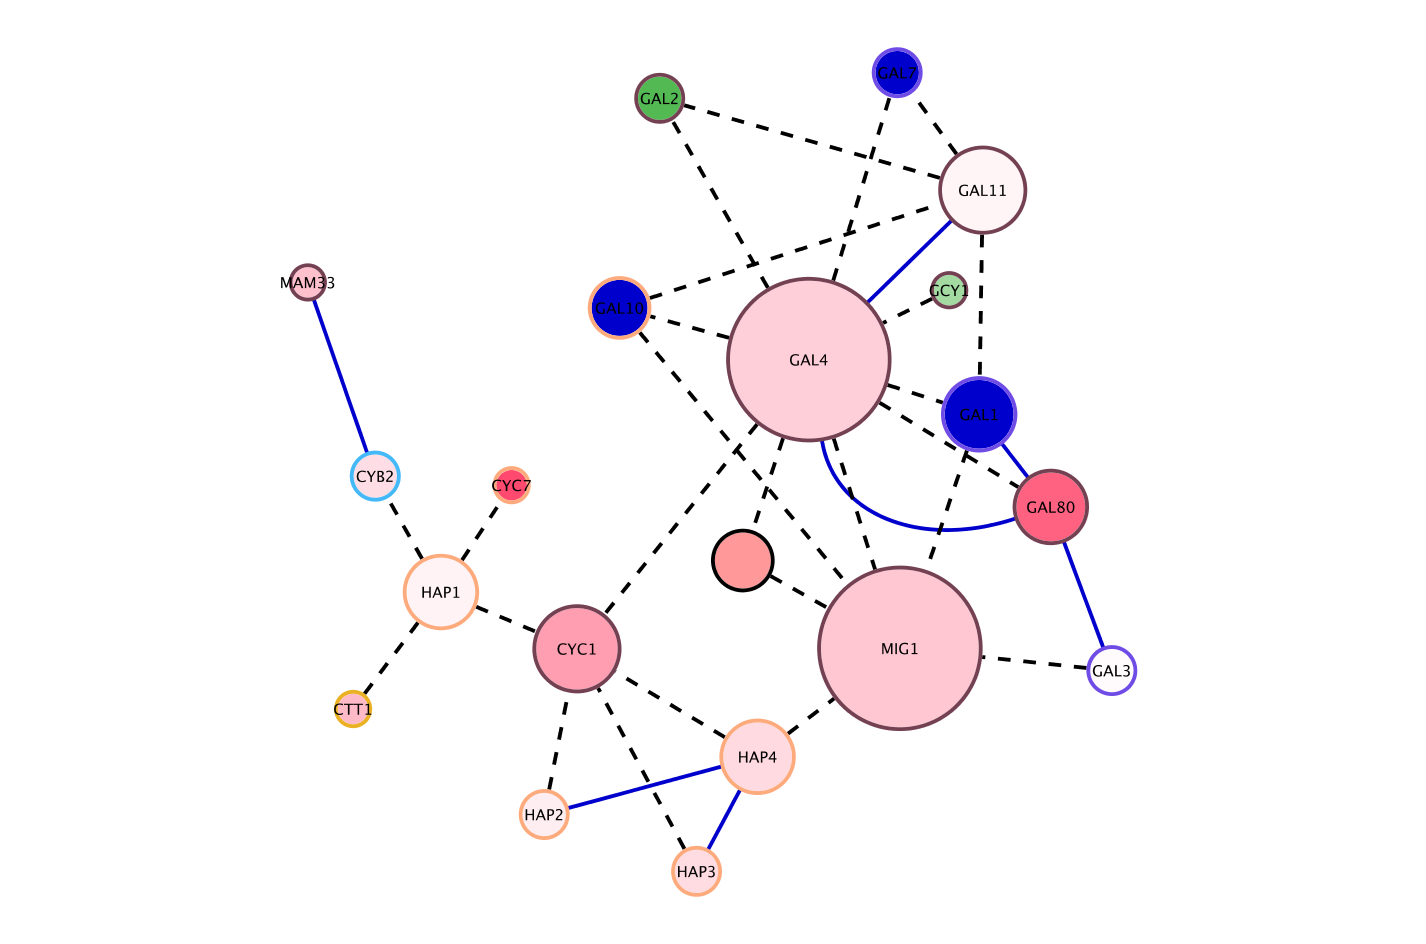 GAL7
GAL2
GAL11
MAM33
GCY1
GAL10
GAL4
GAL1
CYB2
CYC7
GAL80
HAP1
CYC1
MIG1
GAL3
CTT1
HAP4
HAP2
HAP3